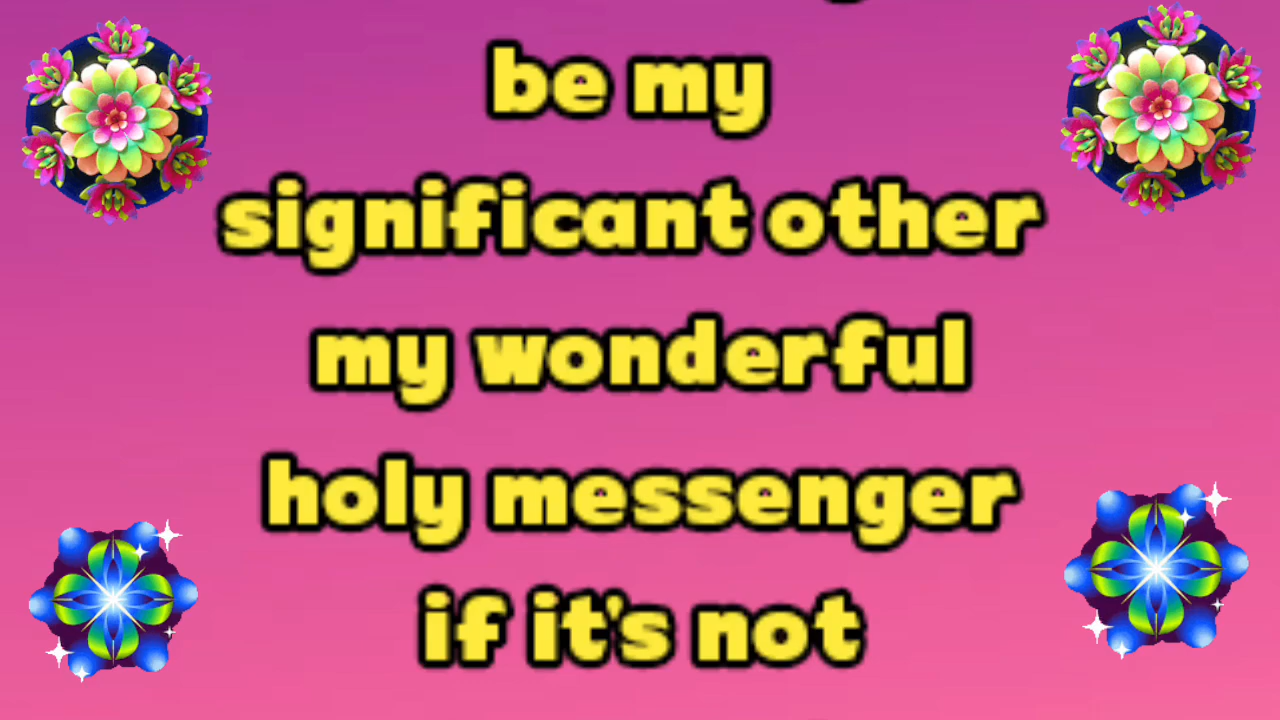 be my
significant other
my wonderful
holy messenger
if it's not